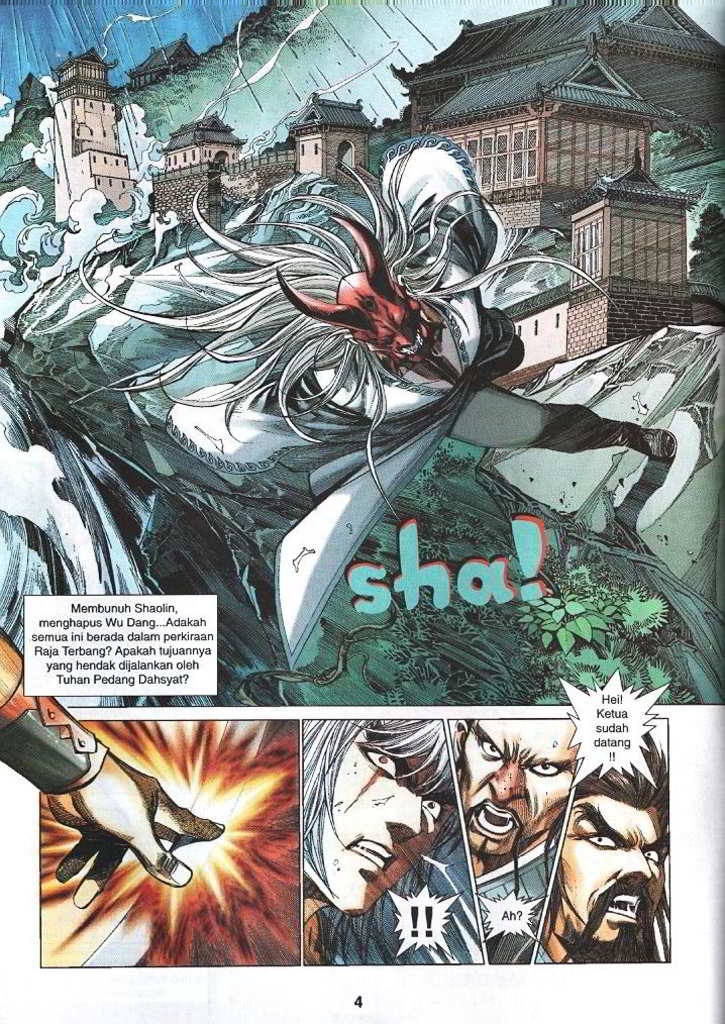 sha!
Membunuh Shaolin,
menghapus Wu Dang...Adakah
semua ini berada dalam perkiraan
Raja Terbang? Apakah tujuannya
yang hendak dijalankan oleh
Tuhan Pedang Dahsyat?
Hei!
Ketua
sudah
datang
!!
!!
Ah?
4